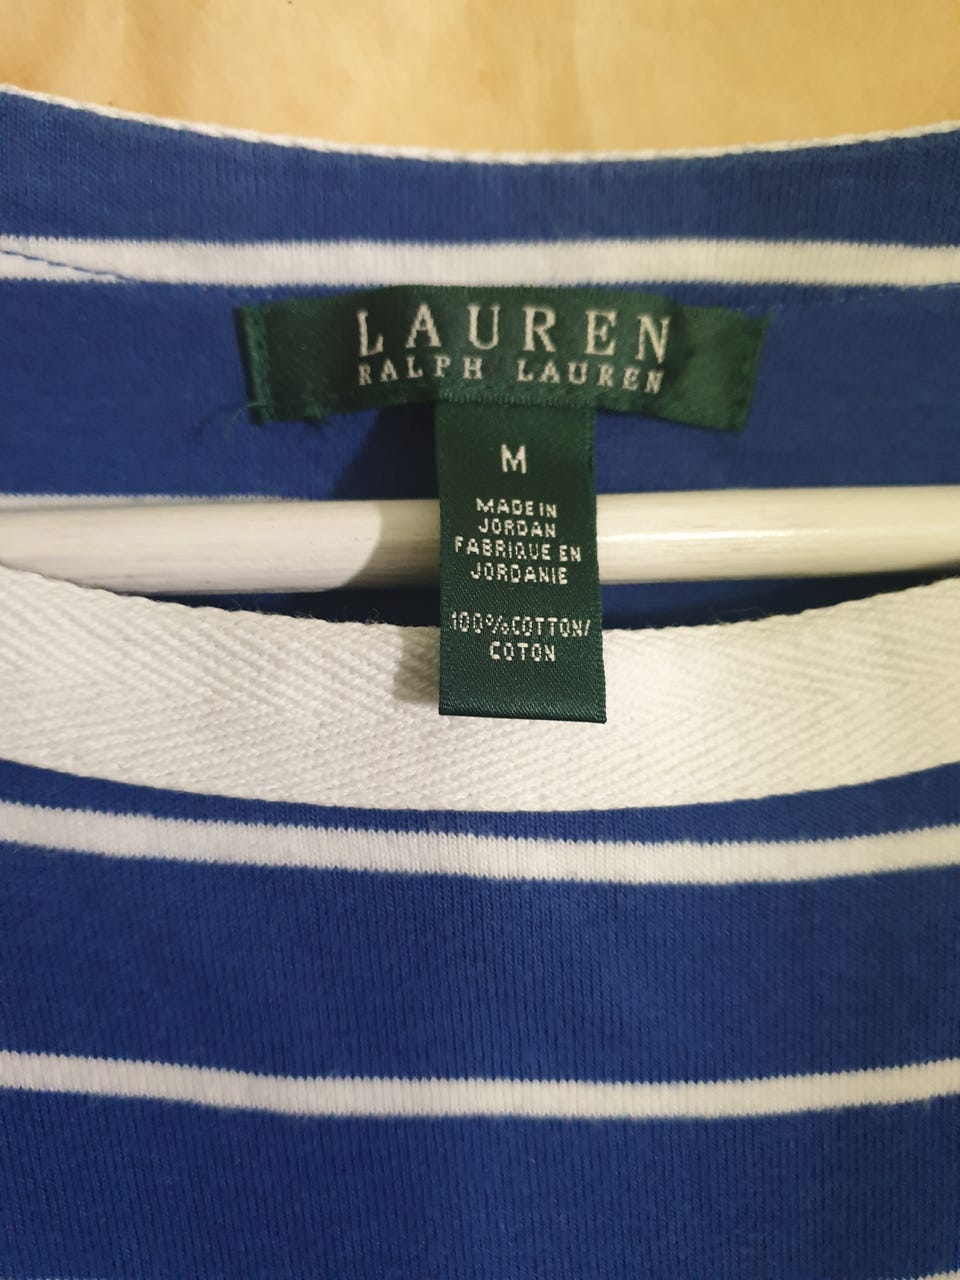 LAUREN
RALPH LAUREN
M
MADE IN
JORDAN
FABRIQUE EN
JORDANIE
100%COTTON/
COTON